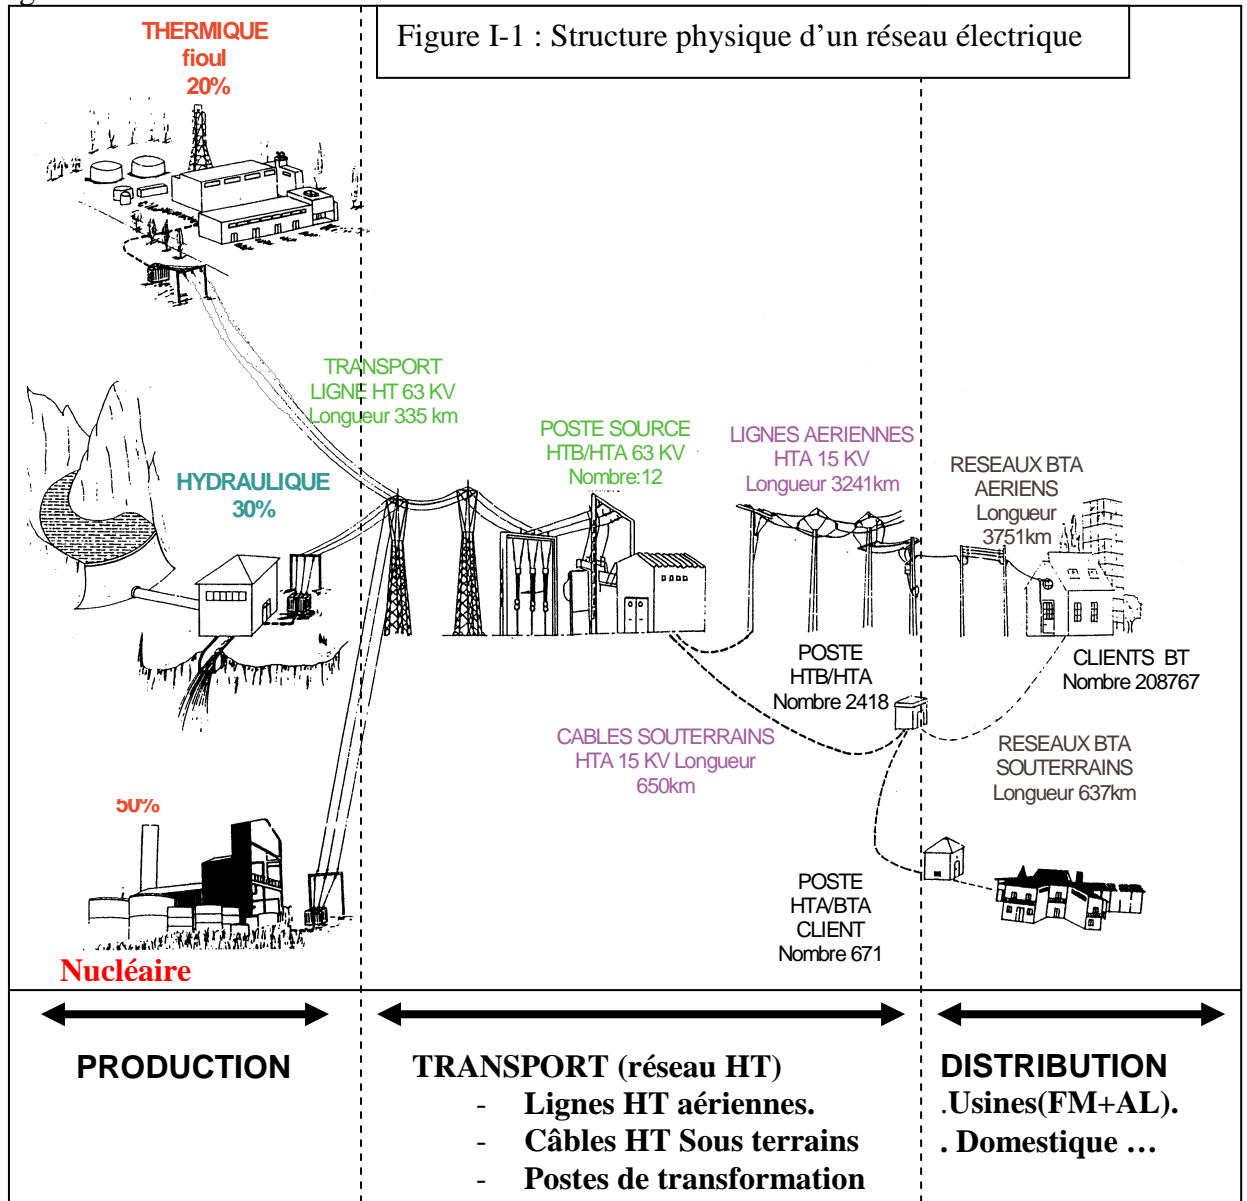 Figure I-1 : Structure physique d’un réseau électrique
THERMIQUE
fioul
20%
TRANSPORT
LIGNE HT 63 KV
Longueur 335 km
HYDRAULIQUE
30%
POSTE SOURCE
HTB/HTA 63 KV
Nombre:12
LIGNES AERIENNES
HTA 15 KV
Longueur 3241km
RESEAUX BTA
AERIENS
Longueur
3751km
POSTE
HTB/HTA
Nombre 2418
CLIENTS BT
Nombre 208767
CABLES SOUTERRAINS
HTA 15 KV Longueur
650km
RESEAUX BTA
SOUTERRAINS
Longueur 637km
50%
POSTE
HTA/BTA
CLIENT
Nombre 671
Nucléaire
PRODUCTION
TRANSPORT (réseau HT)
- Lignes HT aériennes.
- Câbles HT Sous terrains
- Postes de transformation
DISTRIBUTION
.Usines(FM+AL).
. Domestique …